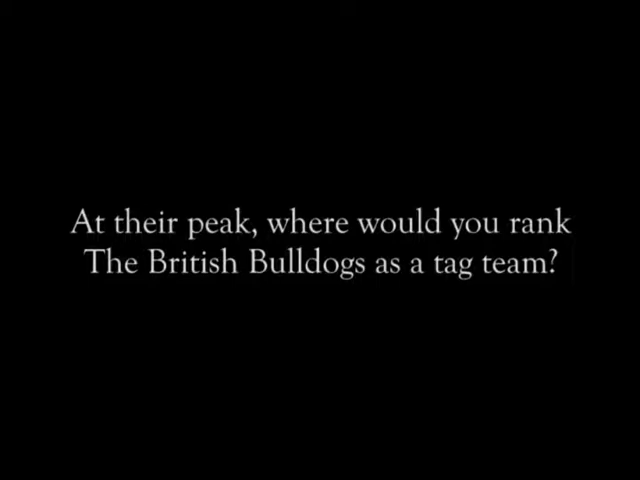 At their peak, where would you rank
The British Bulldogs as a tag team?